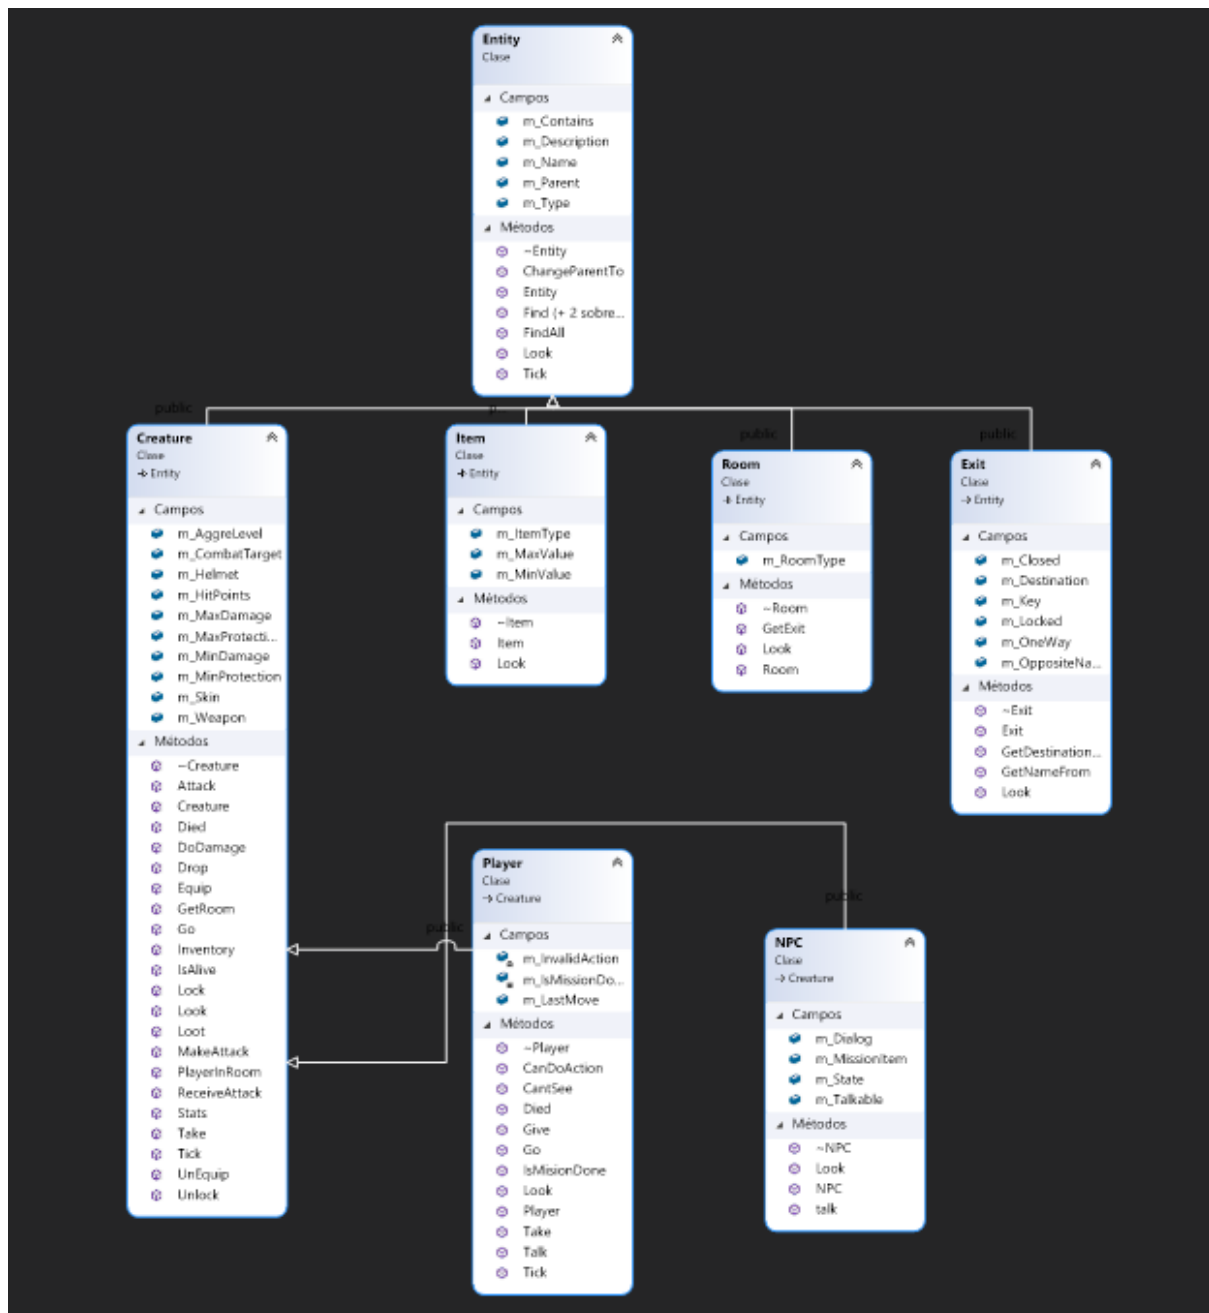 Entity
Clase
Campos
m_Contains
m_Description
m_Name
m_Parent
m_Type
Métodos
~Entity
ChangeParentTo
Entity
Find (+ 2 sobre...
FindAll
Look
Tick
public
p...
public
public
Creature
Clase
Entity
Campos
m_AggreLevel
m_CombatTarget
m_Helmet
m_HitPoints
m_MaxDamage
m_MaxProtecti...
m_MinDamage
m_MinProtection
m_Skin
m_Weapon
Métodos
~Creature
Attack
Creature
Died
DoDamage
Drop
Equip
GetRoom
Go
Inventory
IsAlive
Lock
Look
Loot
MakeAttack
PlayerInRoom
ReceiveAttack
Stats
Take
Tick
UnEquip
Unlock
Item
Clase
Entity
Campos
m_ItemType
m_MaxValue
m_MinValue
Métodos
~Item
Item
Look
Room
Clase
Entity
Campos
m_RoomType
Métodos
~Room
GetExit
Look
Room
Exit
Clase
Entity
Campos
m_Closed
m_Destination
m_Key
m_Locked
m_OneWay
m_OppositeNa...
Métodos
~Exit
Exit
GetDestination...
GetNameFrom
Look
public
Player
Clase
Creature
Campos
m_InvalidAction
m_IsMissionDo...
m_LastMove
Métodos
~Player
CanDoAction
CantSee
Died
Give
Go
IsMisionDone
Look
Player
Take
Talk
Tick
public
NPC
Clase
Creature
Campos
m_Dialog
m_MissionItem
m_State
m_Talkable
Métodos
~NPC
Look
NPC
talk